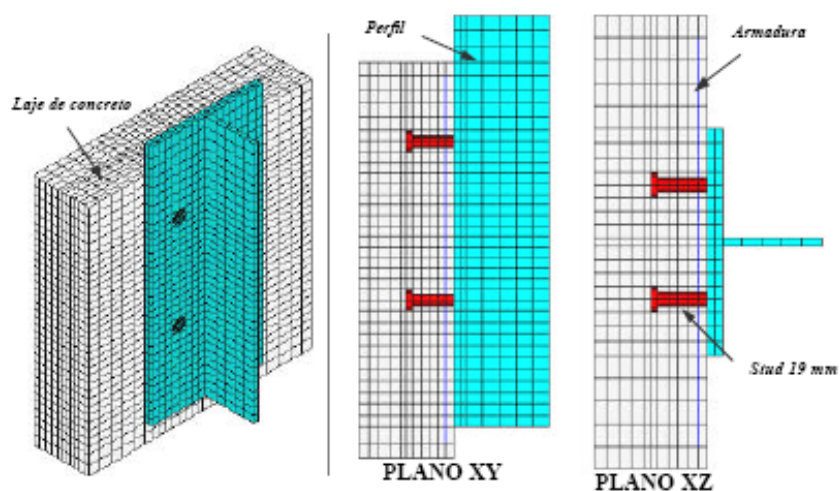 Laje de concreto
Perfil
Armadura
Stud 19 mm
PLANO XY
PLANO XZ